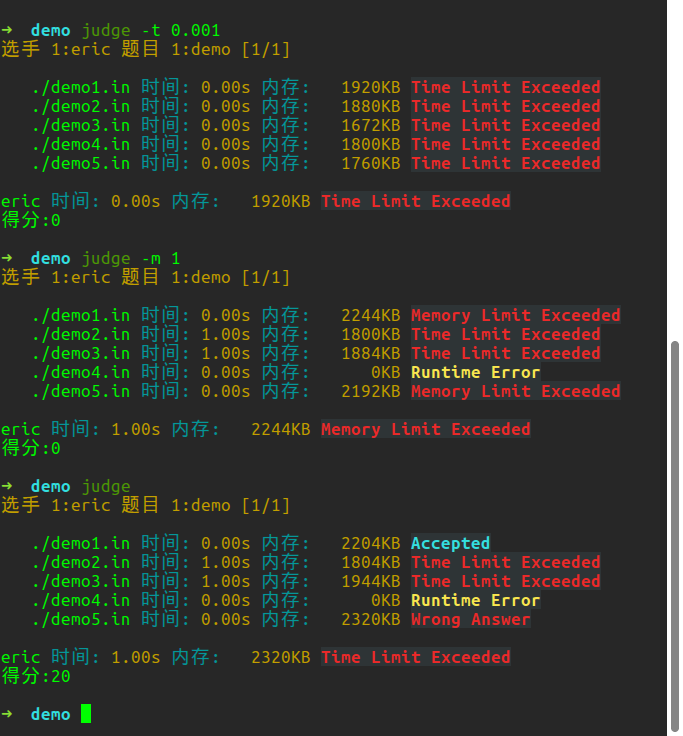 ➜ demo judge -t 0.001
选手 1:eric 题目 1:demo [1/1]
./demo1.in 时间: 0.00s 内存: 1920KB Time Limit Exceeded
./demo2.in 时间: 0.00s 内存: 1880KB Time Limit Exceeded
./demo3.in 时间: 0.00s 内存: 1672KB Time Limit Exceeded
./demo4.in 时间: 0.00s 内存: 1800KB Time Limit Exceeded
./demo5.in 时间: 0.00s 内存: 1760KB Time Limit Exceeded
eric 时间: 0.00s 内存: 1920KB Time Limit Exceeded
得分:0
➜ demo judge -m 1
选手 1:eric 题目 1:demo [1/1]
./demo1.in 时间: 0.00s 内存: 2244KB Memory Limit Exceeded
./demo2.in 时间: 1.00s 内存: 1800KB Time Limit Exceeded
./demo3.in 时间: 1.00s 内存: 1884KB Time Limit Exceeded
./demo4.in 时间: 0.00s 内存: 0KB Runtime Error
./demo5.in 时间: 0.00s 内存: 2192KB Memory Limit Exceeded
eric 时间: 1.00s 内存: 2244KB Memory Limit Exceeded
得分:0
➜ demo judge
选手 1:eric 题目 1:demo [1/1]
./demo1.in 时间: 0.00s 内存: 2204KB Accepted
./demo2.in 时间: 1.00s 内存: 1804KB Time Limit Exceeded
./demo3.in 时间: 1.00s 内存: 1944KB Time Limit Exceeded
./demo4.in 时间: 0.00s 内存: 0KB Runtime Error
./demo5.in 时间: 0.00s 内存: 2320KB Wrong Answer
eric 时间: 1.00s 内存: 2320KB Time Limit Exceeded
得分:20
➜ demo